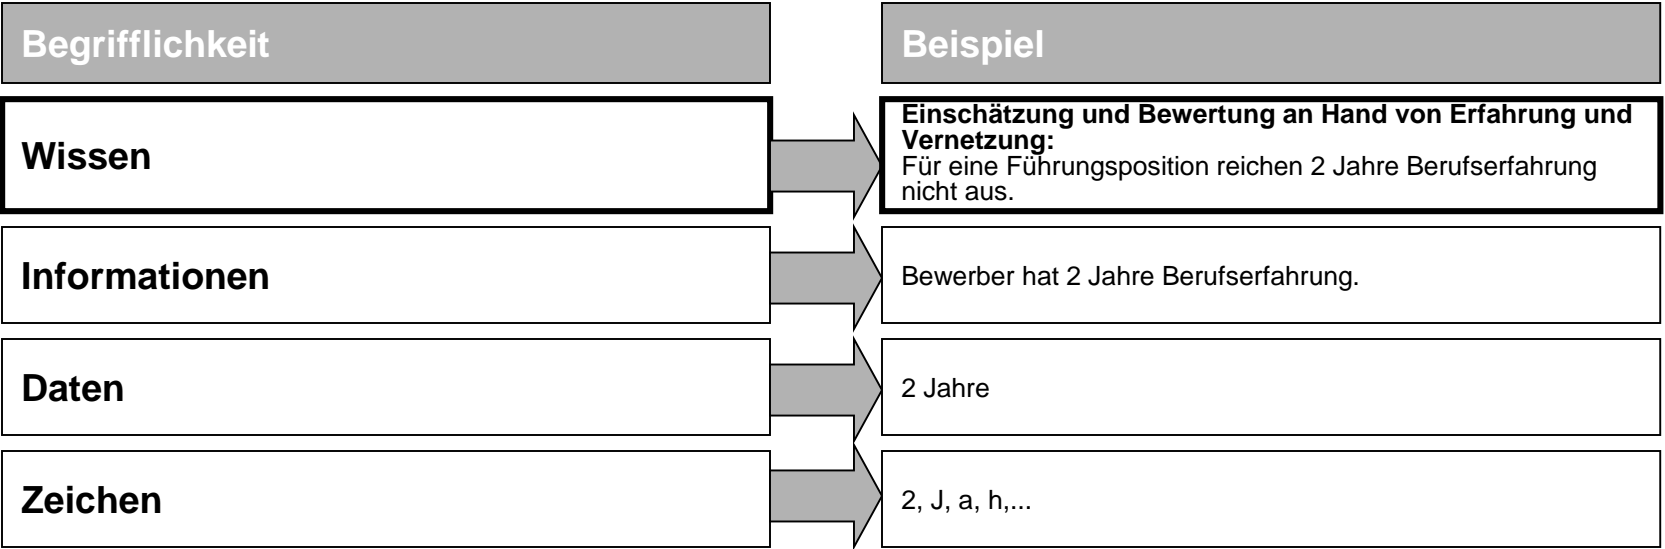 Begrifflichkeit
Beispiel
Wissen
Einschätzung und Bewertung an Hand von Erfahrung und
Vernetzung:
Für eine Führungsposition reichen 2 Jahre Berufserfahrung
nicht aus.
Informationen
Bewerber hat 2 Jahre Berufserfahrung.
Daten
2 Jahre
Zeichen
2, J, a, h,...